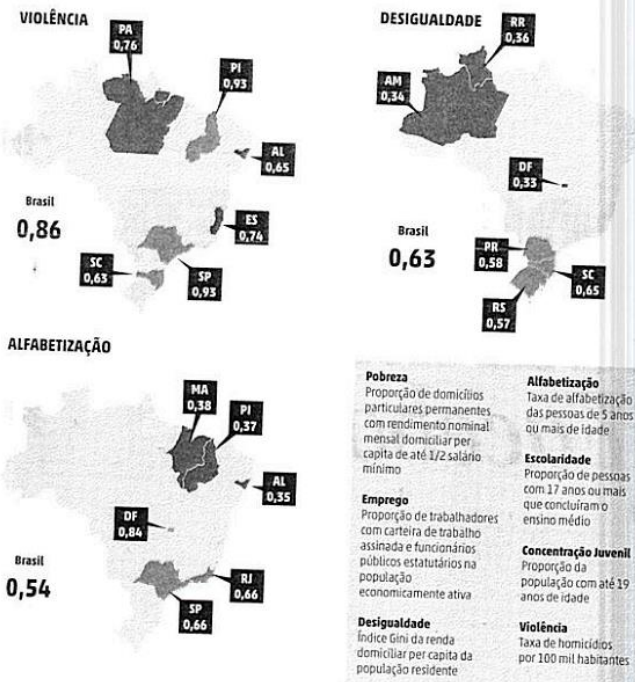 VIOLÊNCIA
PA
0,76
PI
0,93
AL
0,65
Brasil
0,86
ES
0,74
SC
0,63
SP
0,93
DESIGUALDADE
RR
0,36
AM
0,34
DF
0,33
Brasil
0,63
PR
0,58
SC
0,65
RS
0,57
ALFABETIZAÇÃO
MA
0,38
PI
0,37
AL
0,35
DF
0,84
Brasil
0,54
RJ
0,66
SP
0,66
Pobreza
Proporção de domicílios
particulares permanentes
com rendimento nominal
mensal domiciliar per
capita de até 1/2 salário
mínimo
Emprego
Proporção de trabalhadores
com carteira de trabalho
assinada e funcionários
públicos estatutários na
população
economicamente ativa
Desigualdade
Índice Gini da renda
domiciliar per capita da
população residente
Alfabetização
Taxa de alfabetização
das pessoas de 5 anos
ou mais de idade
Escolaridade
Proporção de pessoas
com 17 anos ou mais
que concluíram o
ensino médio
Concentração Juvenil
Proporção da
população com até 19
anos de idade
Violência
Taxa de homicídios
por 100 mil habitantes